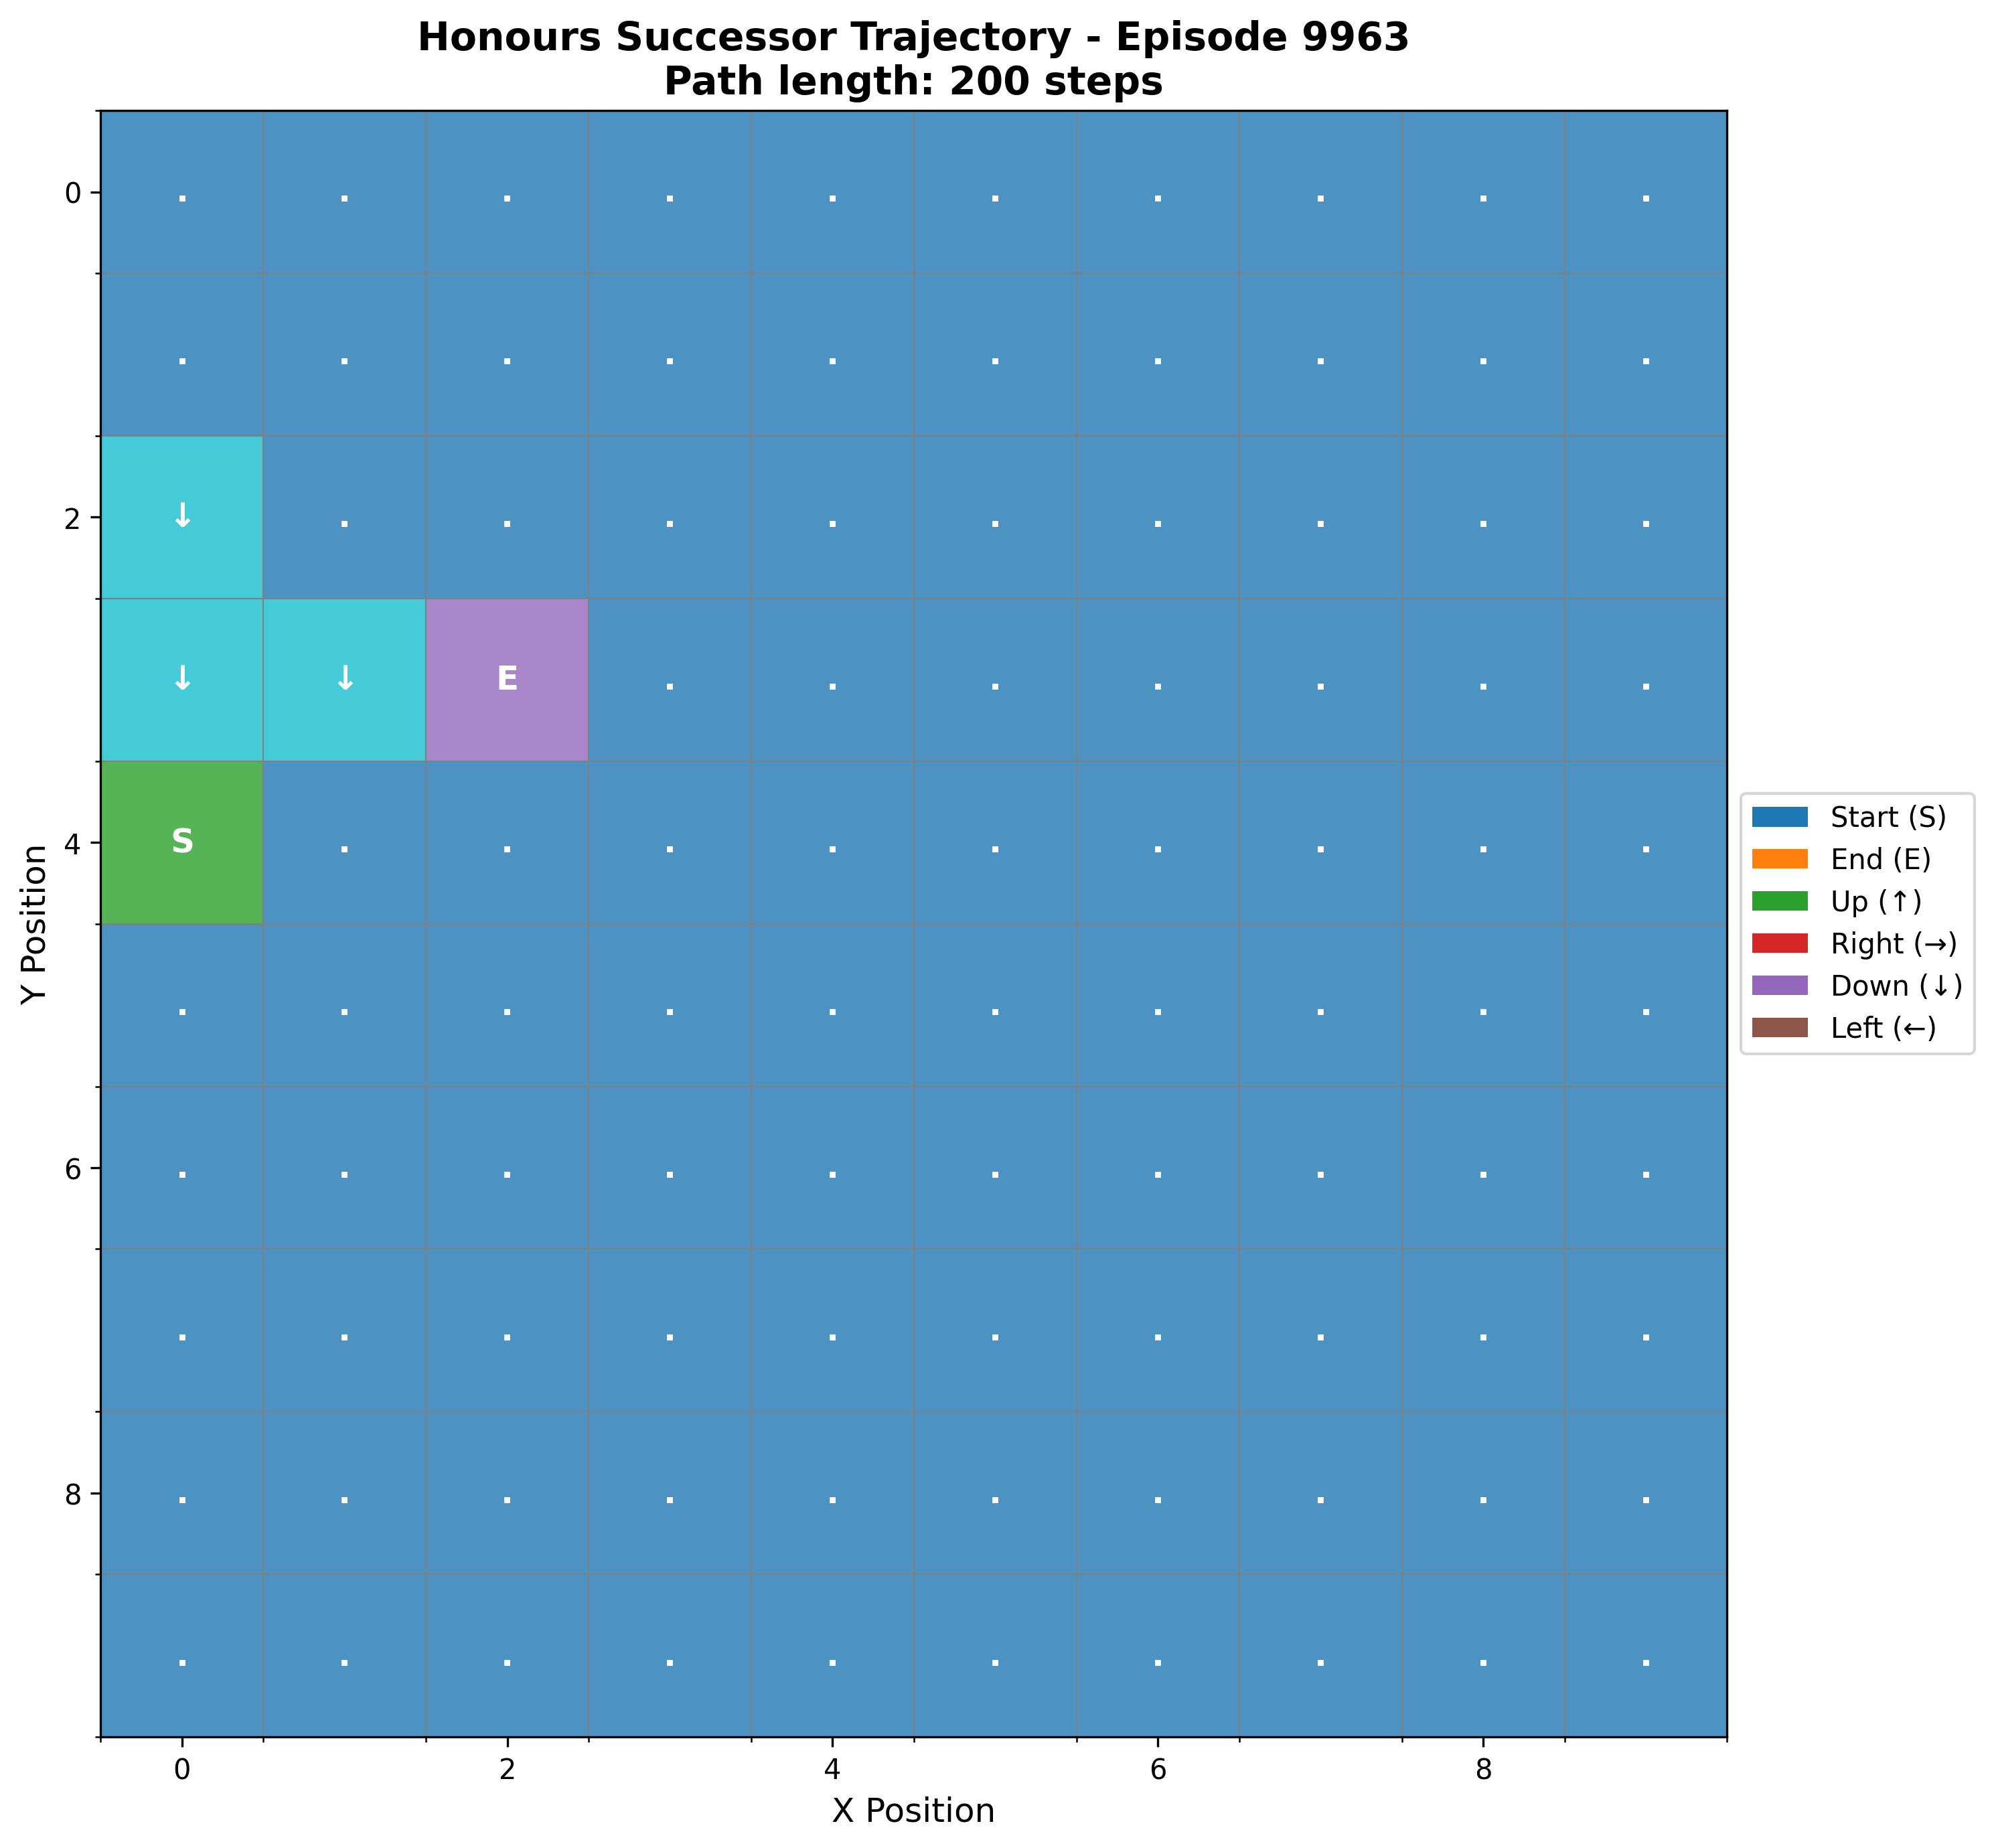 Honours Successor Trajectory - Episode 9963
Path length: 200 steps
0
2
↓
↓ ↓ E
4
S
6
8
Y Position
0 2 4 6 8
X Position
Start (S)
End (E)
Up (↑)
Right (→)
Down (↓)
Left (←)